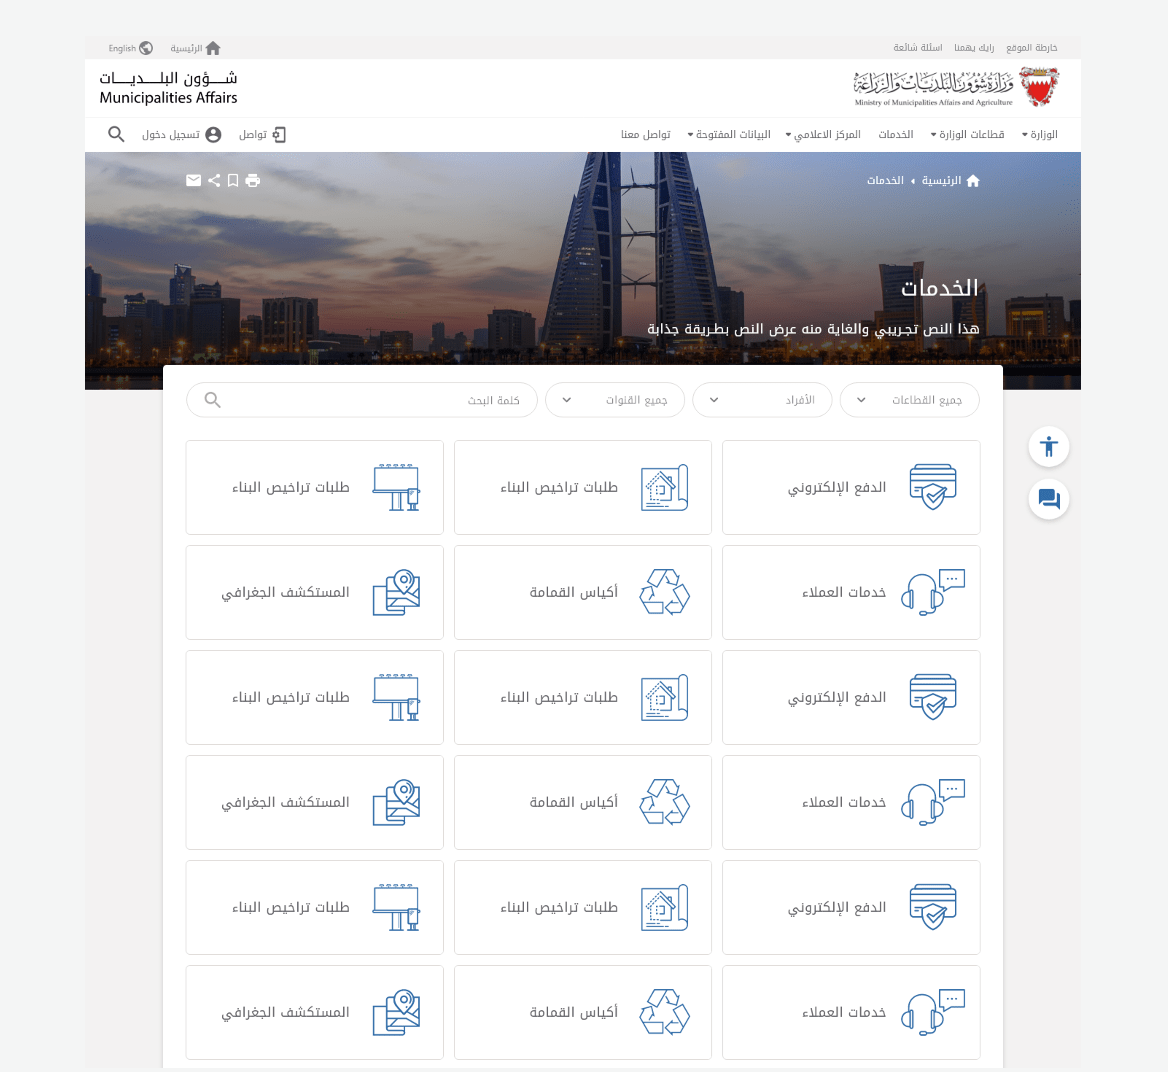 خارطة الموقع
رايك يهمنا
اسئلة شائعة
الرئيسية
English
وزارة شؤون البلديات والزراعة
Ministry of Municipalities Affairs and Agriculture
شــؤون البلــديــات
Municipalities Affairs
الوزارة
قطاعات الوزارة
الخدمات
المركز الاعلامي
البيانات المفتوحة
تواصل معنا
تواصل
تسجيل دخول
الرئيسية
الخدمات
الخدمات
هذا النص تجريبي والغاية منه عرض النص بطريقة جذابة
جميع القطاعات
الأفراد
جميع القنوات
كلمة البحث
الدفع الإلكتروني
طلبات تراخيص البناء
طلبات تراخيص البناء
خدمات العملاء
أكياس القمامة
المستكشف الجغرافي
الدفع الإلكتروني
طلبات تراخيص البناء
طلبات تراخيص البناء
خدمات العملاء
أكياس القمامة
المستكشف الجغرافي
الدفع الإلكتروني
طلبات تراخيص البناء
طلبات تراخيص البناء
خدمات العملاء
أكياس القمامة
المستكشف الجغرافي